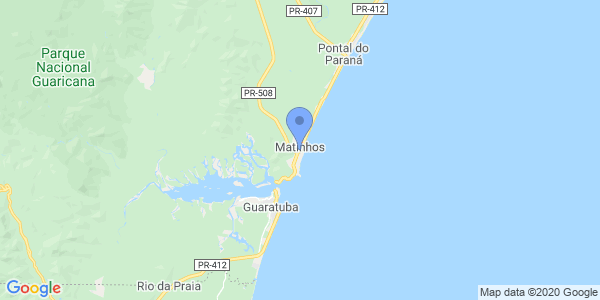 PR-407
PR-412
Pontal do
Paraná
Parque
Nacional
Guaricana
PR-508
Matinhos
Guaratuba
PR-412
Rio da Praia
Google
Map data ©2020 Google